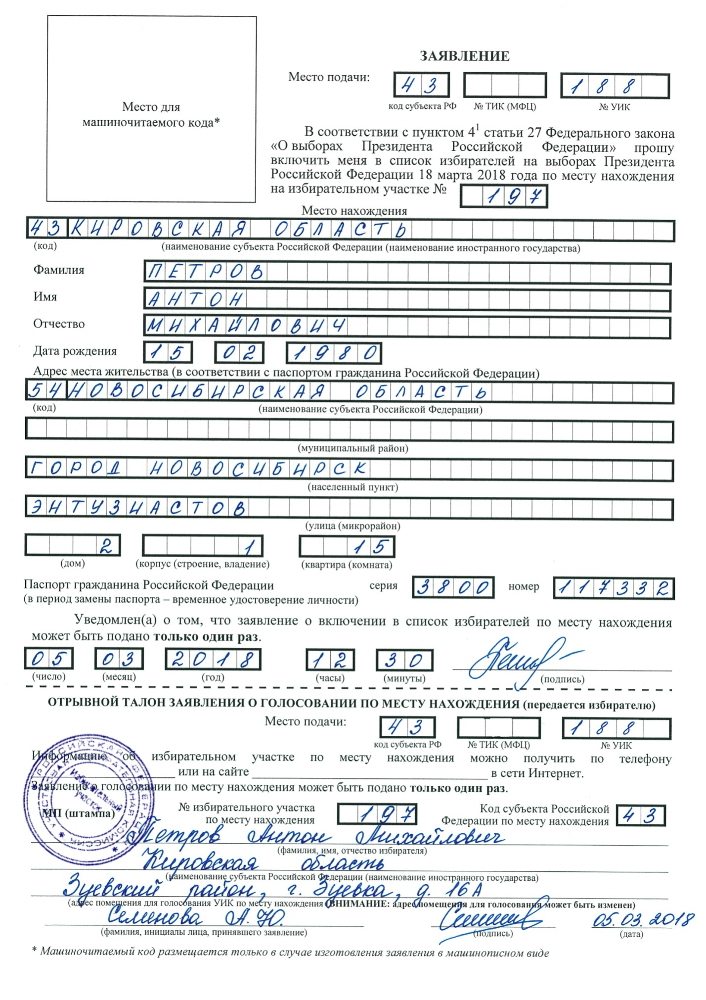 ЗАЯВЛЕНИЕ
Место подачи: 43 188
код субъекта РФ № ТИК (МФЦ) № УИК
Место для
машиночитаемого кода*
В соответствии с пунктом 4¹ статьи 27 Федерального закона
«О выборах Президента Российской Федерации» прошу
включить меня в список избирателей на выборах Президента
Российской Федерации 18 марта 2018 года по месту нахождения
на избирательном участке № 197
Место нахождения
43 КИРОВСКАЯ ОБЛАСТЬ
(код) (наименование субъекта Российской Федерации (наименование иностранного государства)
Фамилия ПЕТРОВ
Имя АНТОН
Отчество МИХАЙЛОВИЧ
Дата рождения 15 02 1980
Адрес места жительства (в соответствии с паспортом гражданина Российской Федерации)
54 НОВОСИБИРСКАЯ ОБЛАСТЬ
(код) (наименование субъекта Российской Федерации)
(муниципальный район)
ГОРОД НОВОСИБИРСК
(населенный пункт)
ЭНТУЗИАСТОВ
(улица (микрорайон)
2 1 15
(дом) (корпус (строение, владение) (квартира (комната)
Паспорт гражданина Российской Федерации серия 3800 номер 117332
(в период замены паспорта – временное удостоверение личности)
Уведомлен(а) о том, что заявление о включении в список избирателей по месту нахождения
может быть подано только один раз.
05 03 2018 12 30
(число) (месяц) (год) (часы) (минуты) (подпись)
ОТРЫВНОЙ ТАЛОН ЗАЯВЛЕНИЯ О ГОЛОСОВАНИИ ПО МЕСТУ НАХОЖДЕНИЯ (передается избирателю)
Место подачи: 43 188
код субъекта РФ № ТИК (МФЦ) № УИК
Информацию об избирательном участке по месту нахождения можно получить по телефону
или на сайте в сети Интернет.
Заявление о голосовании по месту нахождения может быть подано только один раз.
РОССИЙСКАЯ ФЕДЕРАЦИЯ
УЧАСТКОВАЯ ИЗБИРАТЕЛЬНАЯ КОМИССИЯ
Избирательный
участок
МП (штампа)
№ избирательного участка
по месту нахождения 197
Код субъекта Российской
Федерации по месту нахождения 43
Петров Антон Михайлович
(фамилия, имя, отчество избирателя)
Кировская область
(наименование субъекта Российской Федерации (наименование иностранного государства)
Зуевский район, г. Зуевка, д. 16А
(адрес помещения для голосования УИК по месту нахождения (ВНИМАНИЕ: адрес помещения для голосования может быть изменен)
Семенова А.Ю. 05.03.2018
(фамилия, инициалы лица, принявшего заявление) (подпись) (дата)
* Машиночитаемый код размещается только в случае изготовления заявления в машинописном виде